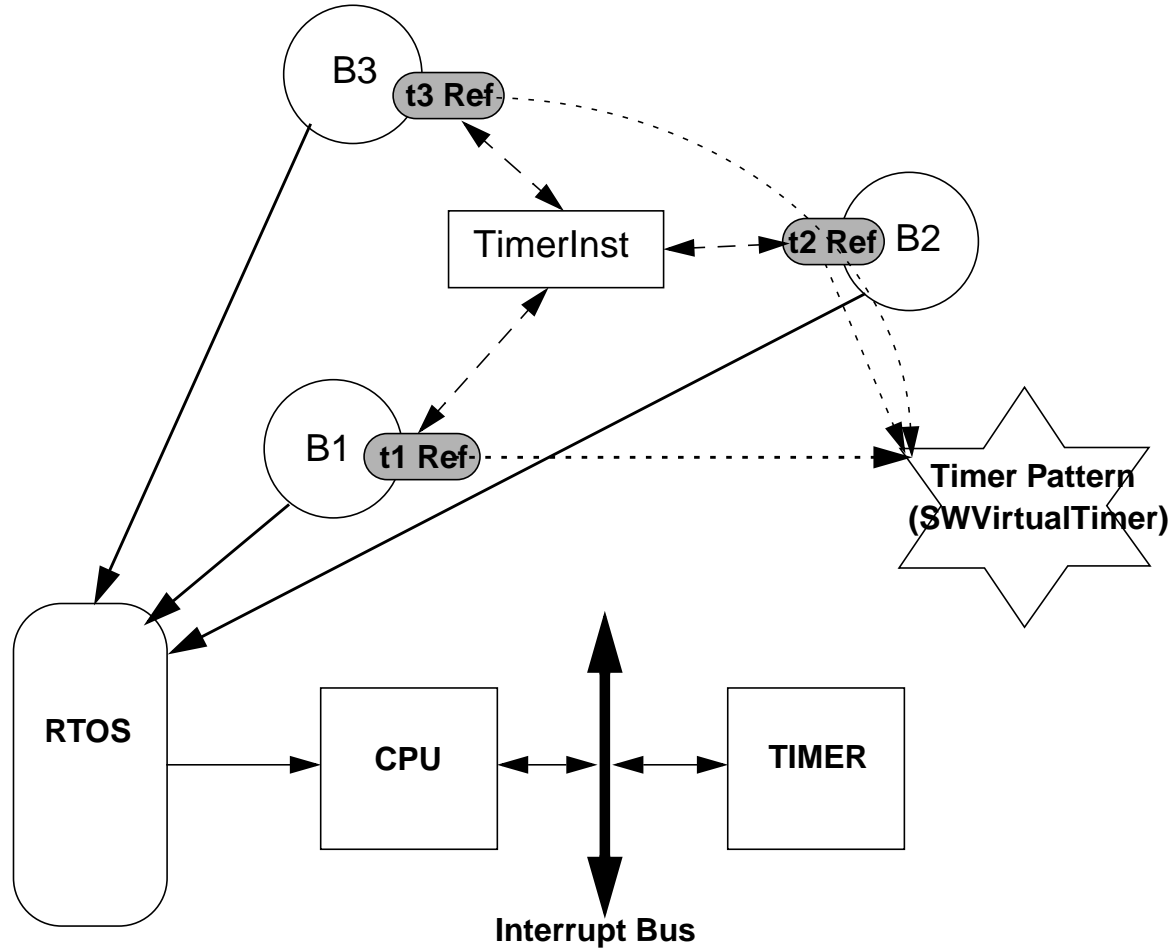 B3
t3 Ref
TimerInst
t2 Ref
B2
B1
t1 Ref
Timer Pattern
(SWVirtualTimer)
RTOS
CPU
TIMER
Interrupt Bus